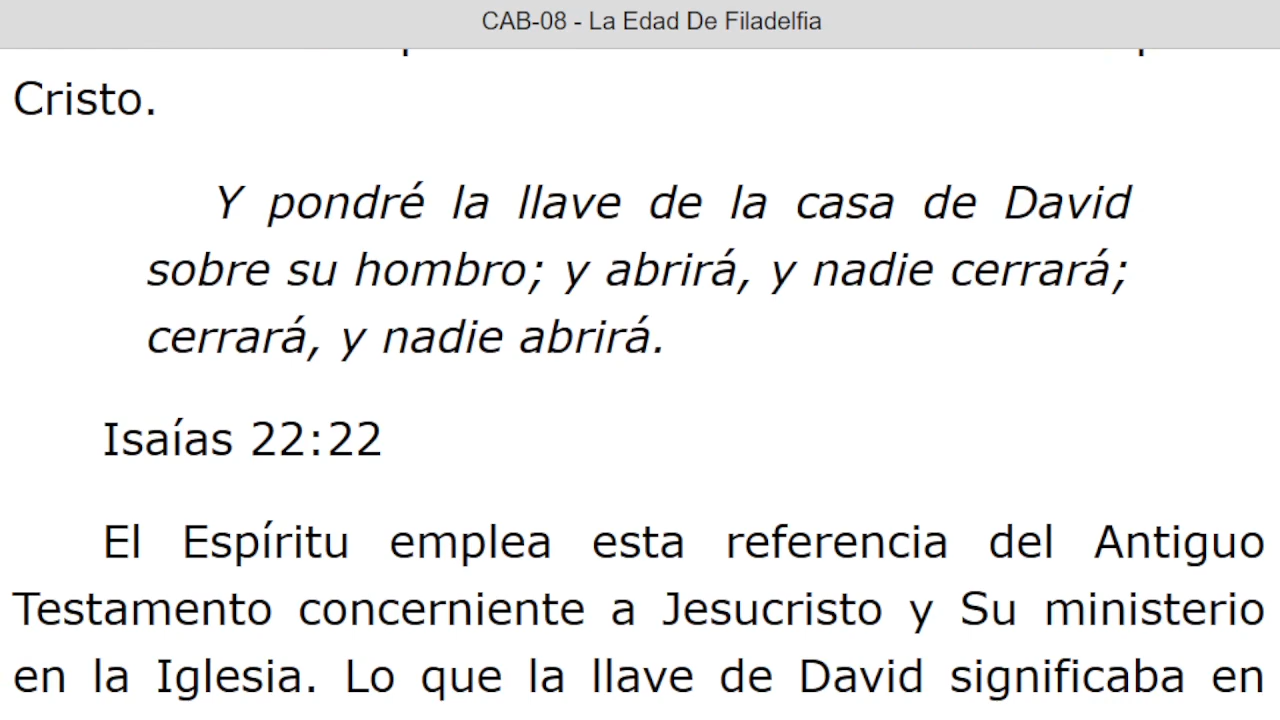 CAB-08 - La Edad De Filadelfia
Cristo.
Y pondré la llave de la casa de David
sobre su hombro; y abrirá, y nadie cerrará;
cerrará, y nadie abrirá.
Isaías 22:22
El Espíritu emplea esta referencia del Antiguo
Testamento concerniente a Jesucristo y Su ministerio
en la Iglesia. Lo que la llave de David significaba en